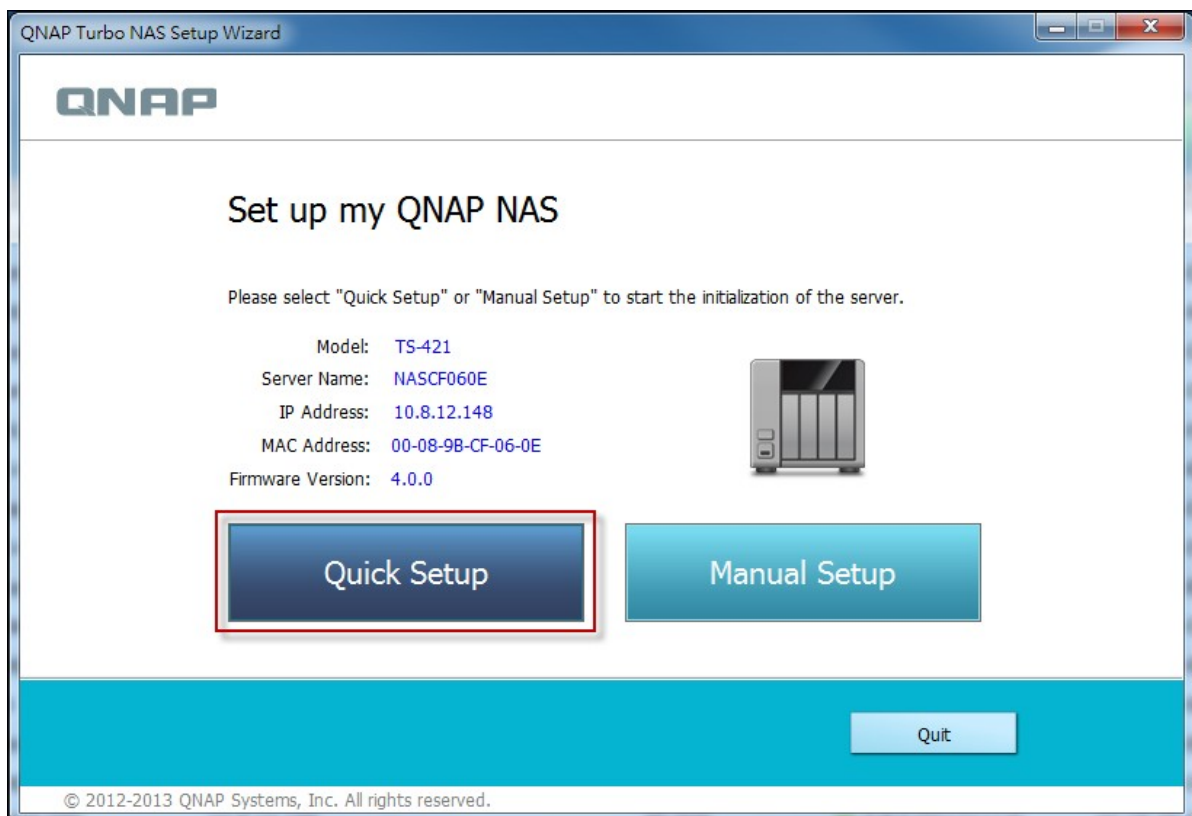 QNAP Turbo NAS Setup Wizard
QNAP
Set up my QNAP NAS
Please select "Quick Setup" or "Manual Setup" to start the initialization of the server.
Model: TS-421
Server Name: NASCF060E
IP Address: 10.8.12.148
MAC Address: 00-08-9B-CF-06-0E
Firmware Version: 4.0.0
Quick Setup
Manual Setup
Quit
© 2012-2013 QNAP Systems, Inc. All rights reserved.